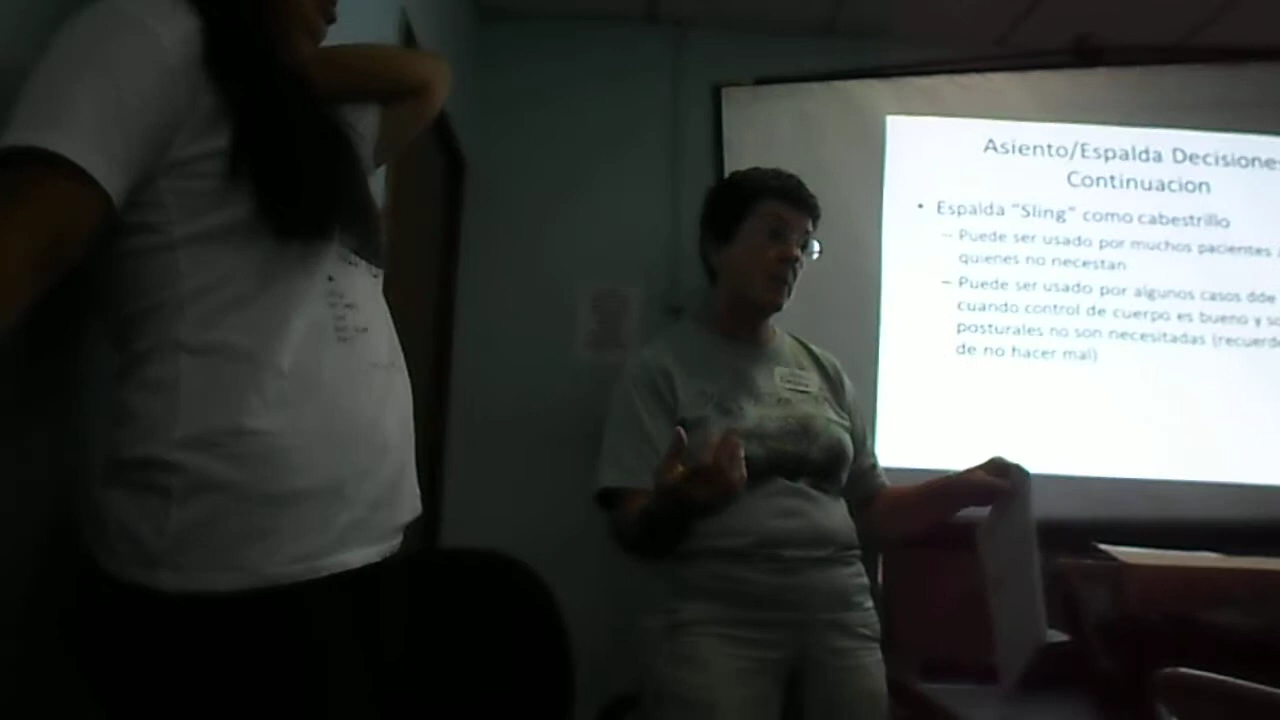 Asiento/Espalda Decisiones
Continuacion
• Espalda "Sling" como cabestrillo
– Puede ser usado por muchos pacientes
quienes no necestan
– Puede ser usado por algunos casos dóe
cuando control de cuerpo es bueno y
posturales no son necesitadas (recuerd
de no hacer mal)